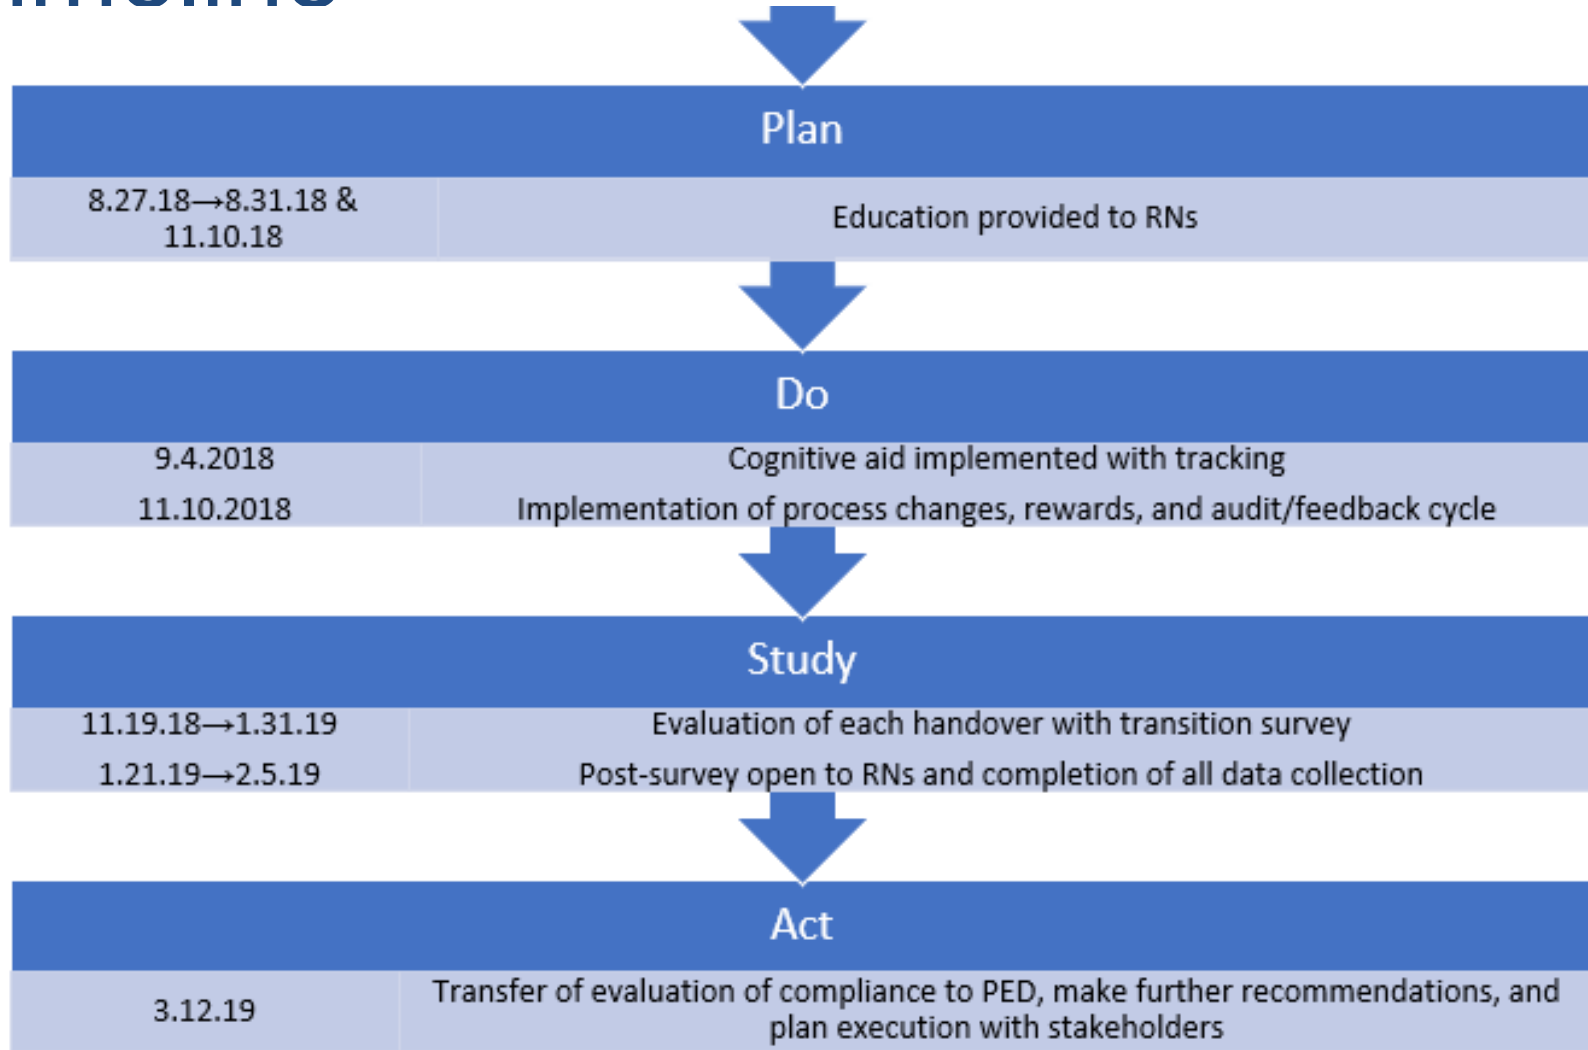 Plan
8.27.18→8.31.18 &
11.10.18
Education provided to RNs
Do
9.4.2018
Cognitive aid implemented with tracking
11.10.2018
Implementation of process changes, rewards, and audit/feedback cycle
Study
11.19.18→1.31.19
Evaluation of each handover with transition survey
1.21.19→2.5.19
Post-survey open to RNs and completion of all data collection
Act
3.12.19
Transfer of evaluation of compliance to PED, make further recommendations, and
plan execution with stakeholders